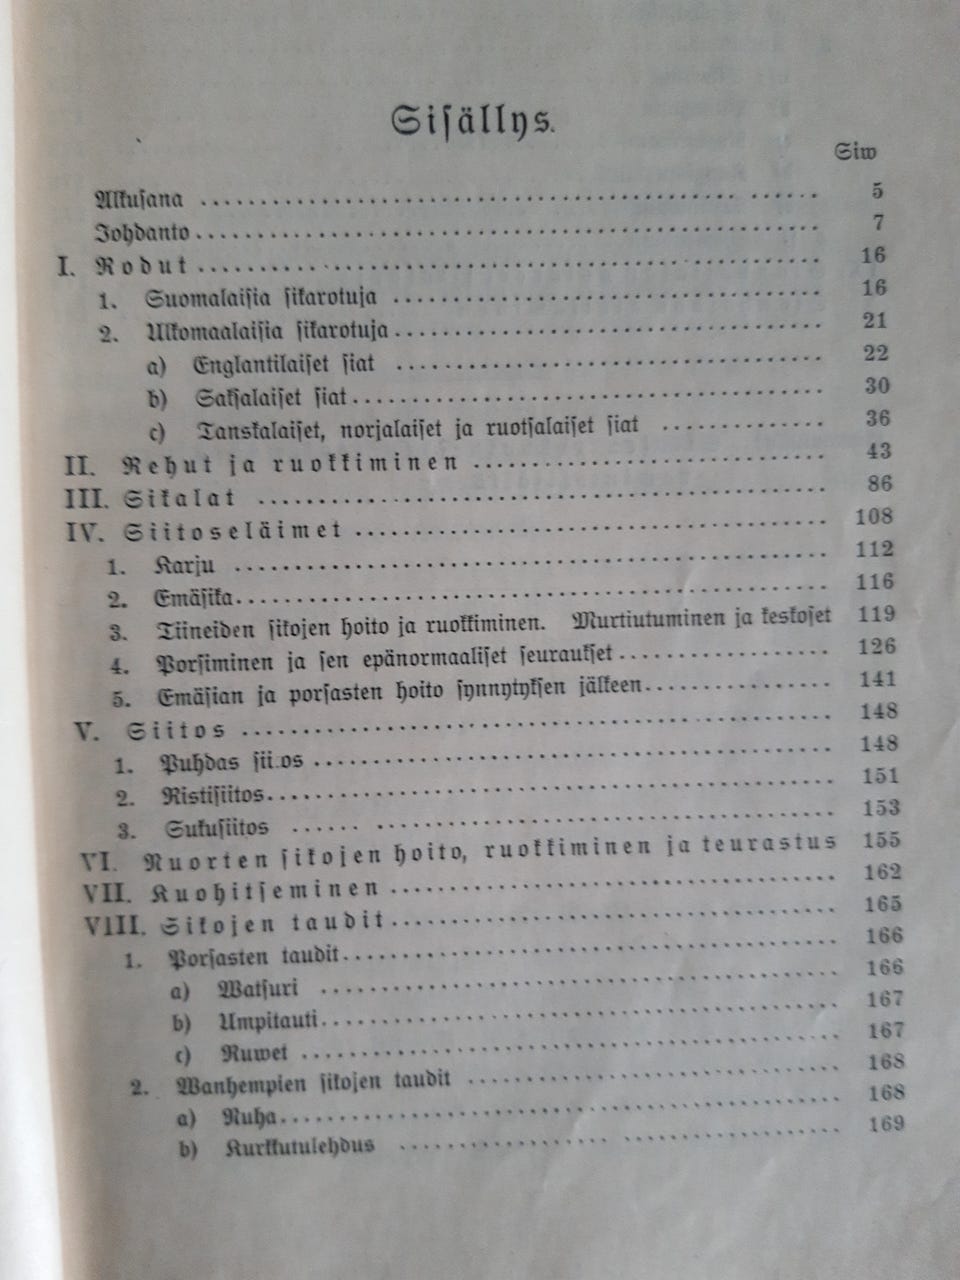 Sisällys.
Siw
Alkusana 5
Johdanto 7
I. Rodut 16
1. Suomalaisia sikarotuja 16
2. Ulkomaalaisia sikarotuja 21
a) Englantilaiset siat 22
b) Saksalaiset siat 30
c) Tanskalaiset, norjalaiset ja ruotsalaiset siat 36
II. Rehut ja ruokkiminen 43
III. Sikalat 86
IV. Siitoseläimet 108
1. Karju 112
2. Emäsika 116
3. Tiineiden sikojen hoito ja ruokkiminen. Murtiutuminen ja keskoset 119
4. Porsiminen ja sen epänormaaliset seuraukset 126
5. Emäsian ja porsasten hoito synnytyksen jälkeen 141
V. Siitos 148
1. Puhdas sii.os 148
2. Ristisiitos 151
3. Sukusiitos 153
VI. Nuorten sikojen hoito, ruokkiminen ja teurastus 155
VII. Kuohitseminen 162
VIII. Sikojen taudit 165
1. Porsasten taudit 166
a) Watsuri 166
b) Umpitauti 167
c) Ruwet 167
2. Wanhempien sikojen taudit 168
a) Nuha 168
b) Kurkkutulehdus 169